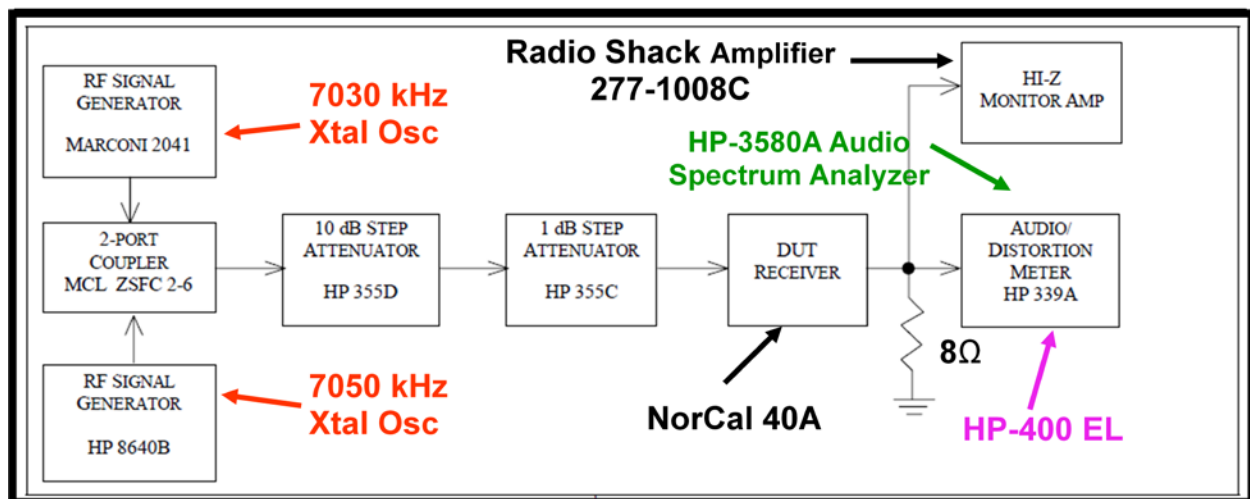 RF SIGNAL
GENERATOR
MARCONI 2041
7030 kHz
Xtal Osc
Radio Shack Amplifier
277-1008C
HI-Z
MONITOR AMP
HP-3580A Audio
Spectrum Analyzer
2-PORT
COUPLER
MCL ZSFC 2-6
10 dB STEP
ATTENUATOR
HP 355D
1 dB STEP
ATTENUATOR
HP 355C
DUT
RECEIVER
AUDIO/
DISTORTION
METER
HP 339A
8Ω
RF SIGNAL
GENERATOR
HP 8640B
7050 kHz
Xtal Osc
NorCal 40A
HP-400 EL